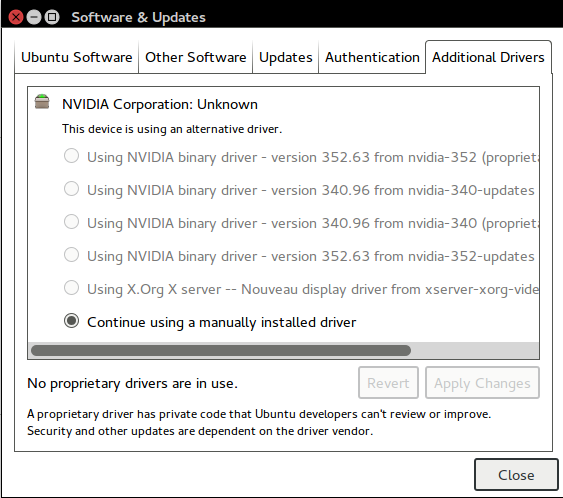 Software & Updates
Ubuntu Software Other Software Updates Authentication Additional Drivers
NVIDIA Corporation: Unknown
This device is using an alternative driver.
Using NVIDIA binary driver - version 352.63 from nvidia-352 (proprieta
Using NVIDIA binary driver - version 340.96 from nvidia-340-updates
Using NVIDIA binary driver - version 340.96 from nvidia-340 (proprieta
Using NVIDIA binary driver - version 352.63 from nvidia-352-updates
Using X.Org X server -- Nouveau display driver from xserver-xorg-vide
Continue using a manually installed driver
No proprietary drivers are in use.
Revert Apply Changes
A proprietary driver has private code that Ubuntu developers can't review or improve.
Security and other updates are dependent on the driver vendor.
Close